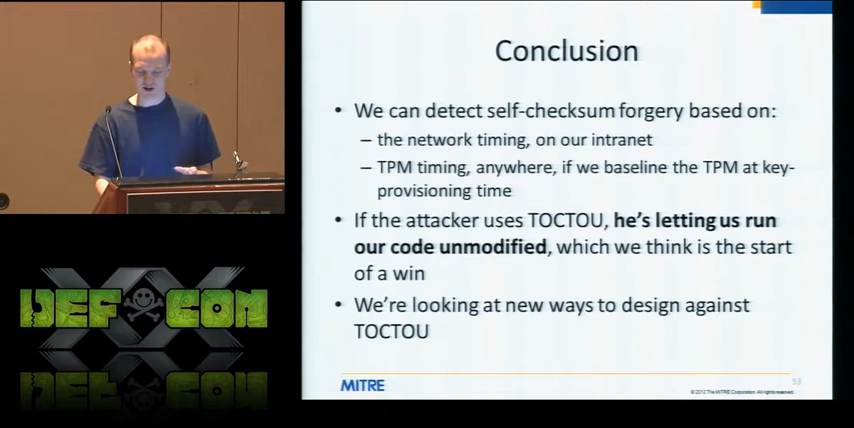 Conclusion
• We can detect self-checksum forgery based on:
– the network timing, on our intranet
– TPM timing, anywhere, if we baseline the TPM at key-
provisioning time
• If the attacker uses TOCTOU, he's letting us run
our code unmodified, which we think is the start
of a win
• We're looking at new ways to design against
TOCTOU
MITRE
53
© 2012 The MITRE Corporation. All rights reserved.
DEF CON
XX